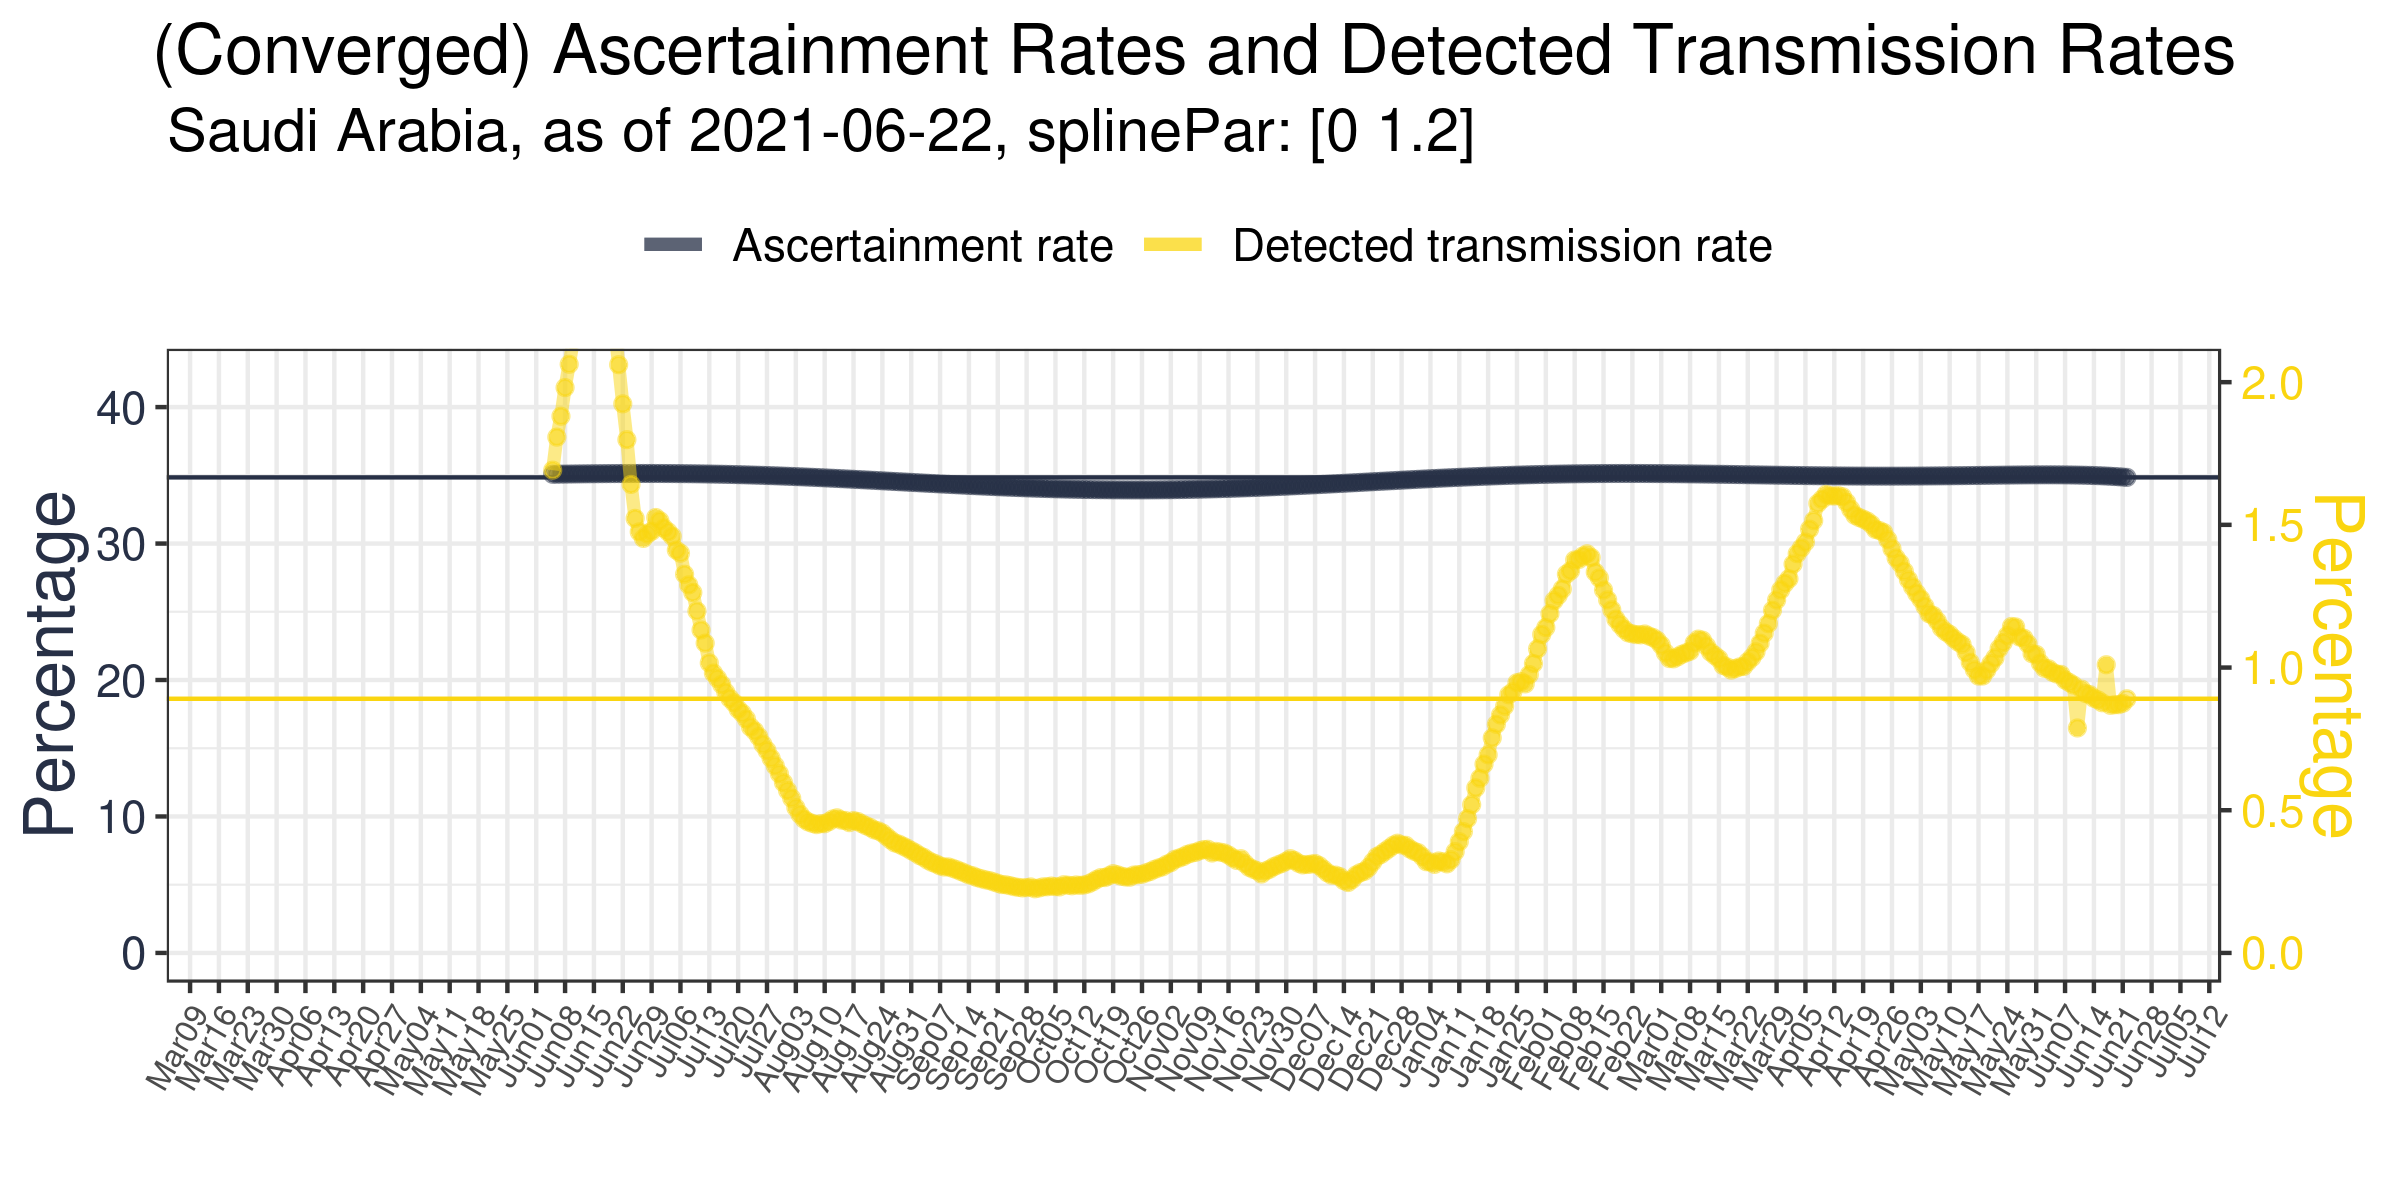 (Converged) Ascertainment Rates and Detected Transmission Rates
Saudi Arabia, as of 2021-06-22, splinePar: [0 1.2]
Ascertainment rate
Detected transmission rate
Percentage
40
30
20
10
0
2.0
1.5
1.0
0.5
0.0
Percentage
Mar09
Mar16
Mar23
Mar30
Apr06
Apr13
Apr20
Apr27
May04
May11
May18
May25
Jun01
Jun08
Jun15
Jun22
Jun29
Jul06
Jul13
Jul20
Jul27
Aug03
Aug10
Aug17
Aug24
Aug31
Sep07
Sep14
Sep21
Sep28
Oct05
Oct12
Oct19
Oct26
Nov02
Nov09
Nov16
Nov23
Nov30
Dec07
Dec14
Dec21
Dec28
Jan04
Jan11
Jan18
Jan25
Feb01
Feb08
Feb15
Feb22
Mar01
Mar08
Mar15
Mar22
Mar29
Apr05
Apr12
Apr19
Apr26
May03
May10
May17
May24
May31
Jun07
Jun14
Jun21
Jun28
Jul05
Jul12